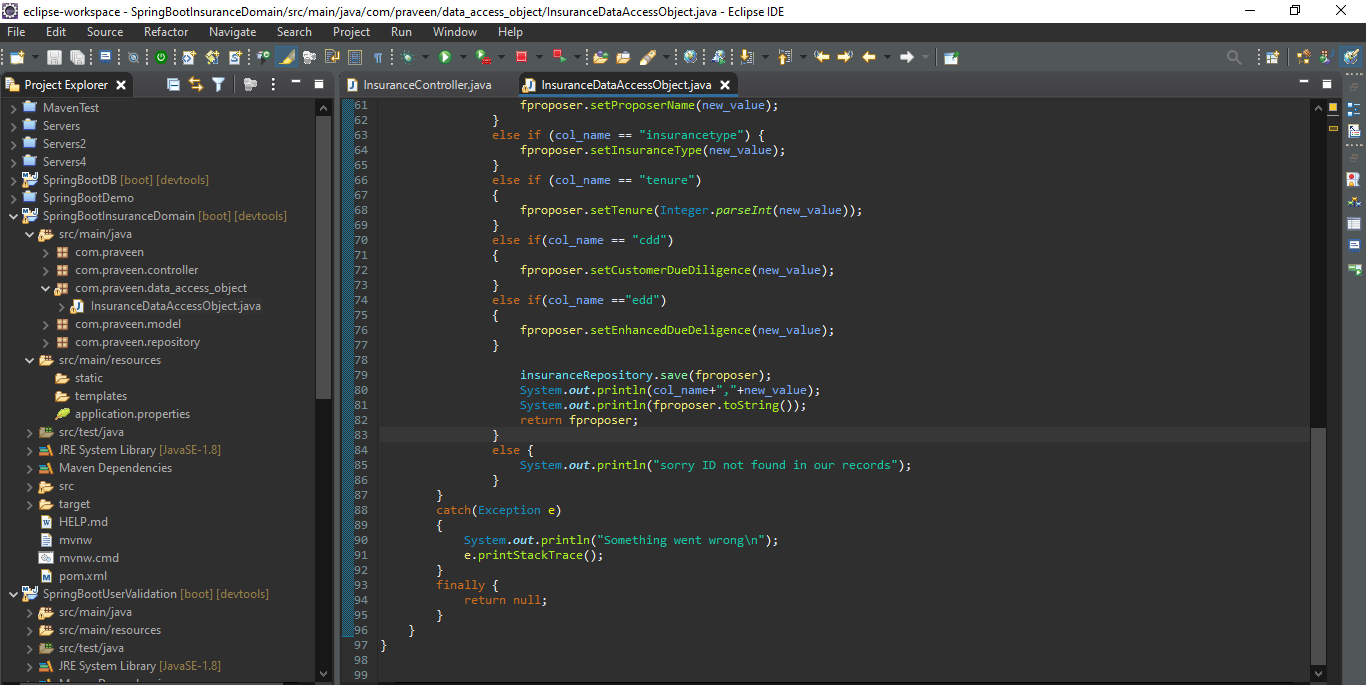 eclipse-workspace - SpringBootInsuranceDomain/src/main/java/com/praveen/data_access_object/InsuranceDataAccessObject.java - Eclipse IDE
File Edit Source Refactor Navigate Search Project Run Window Help
Project Explorer
MavenTest
Servers
Servers2
Servers4
SpringBootDB [boot] [devtools]
SpringBootDemo
SpringBootInsuranceDomain [boot] [devtools]
src/main/java
com.praveen
com.praveen.controller
com.praveen.data_access_object
InsuranceDataAccessObject.java
com.praveen.model
com.praveen.repository
src/main/resources
static
templates
application.properties
src/test/java
JRE System Library [JavaSE-1.8]
Maven Dependencies
src
target
HELP.md
mvnw
mvnw.cmd
pom.xml
SpringBootUserValidation [boot] [devtools]
src/main/java
src/main/resources
src/test/java
JRE System Library [JavaSE-1.8]
InsuranceController.java InsuranceDataAccessObject.java
61 fproposer.setProposerName(new_value);
62 }
63 else if (col_name == "insurancetype") {
64 fproposer.setInsuranceType(new_value);
65 }
66 else if (col_name == "tenure")
67 {
68 fproposer.setTenure(Integer.parseInt(new_value));
69 }
70 else if(col_name == "cdd")
71 {
72 fproposer.setCustomerDueDiligence(new_value);
73 }
74 else if(col_name =="edd")
75 {
76 fproposer.setEnhancedDueDeligence(new_value);
77 }
78
79 insuranceRepository.save(fproposer);
80 System.out.println(col_name+","+new_value);
81 System.out.println(fproposer.toString());
82 return fproposer;
83 }
84 else {
85 System.out.println("sorry ID not found in our records");
86 }
87 }
88 catch(Exception e)
89 {
90 System.out.println("Something went wrong\n");
91 e.printStackTrace();
92 }
93 finally {
94 return null;
95 }
96 }
97 }
98
99